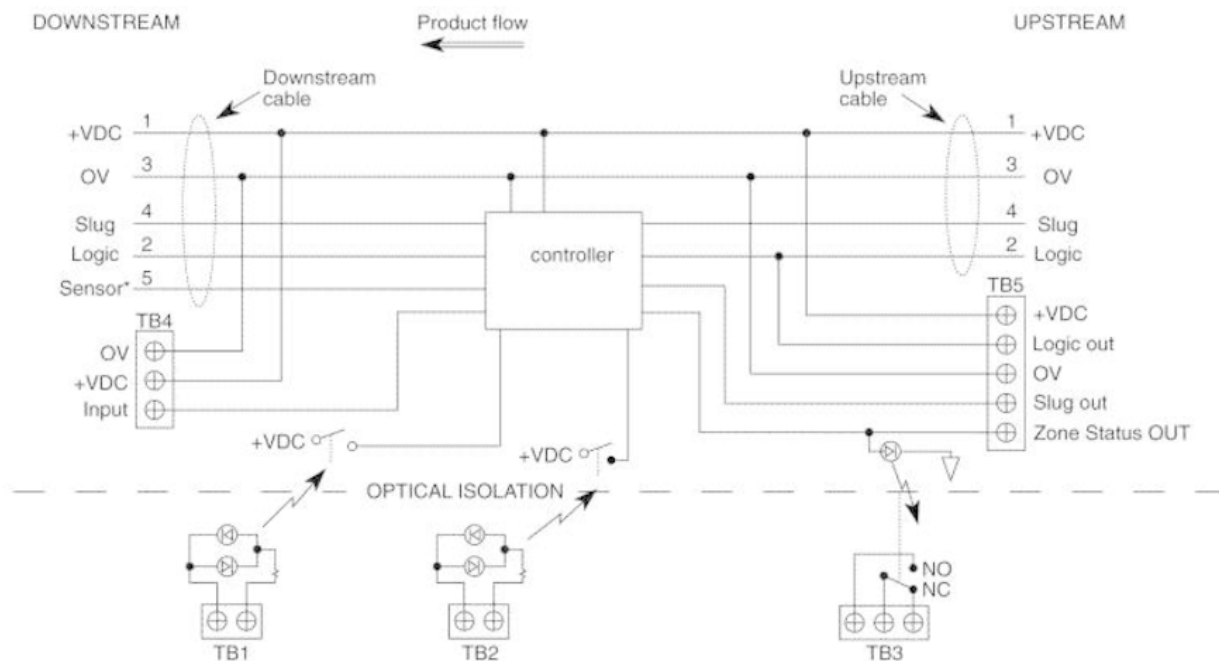 DOWNSTREAM
Product flow
UPSTREAM
Downstream
cable
Upstream
cable
+VDC 1
1 +VDC
OV 3
3 OV
Slug 4
4 Slug
Logic 2
controller
2 Logic
Sensor* 5
TB5
TB4
+VDC
OV
Logic out
+VDC
OV
Input
Slug out
+VDC
+VDC
Zone Status OUT
OPTICAL ISOLATION
NO
NC
TB1
TB2
TB3